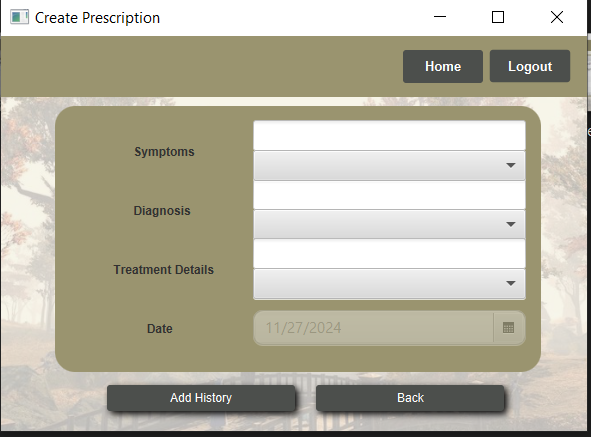 Create Prescription
Home Logout
Symptoms
Diagnosis
Treatment Details
Date 11/27/2024
Add History Back